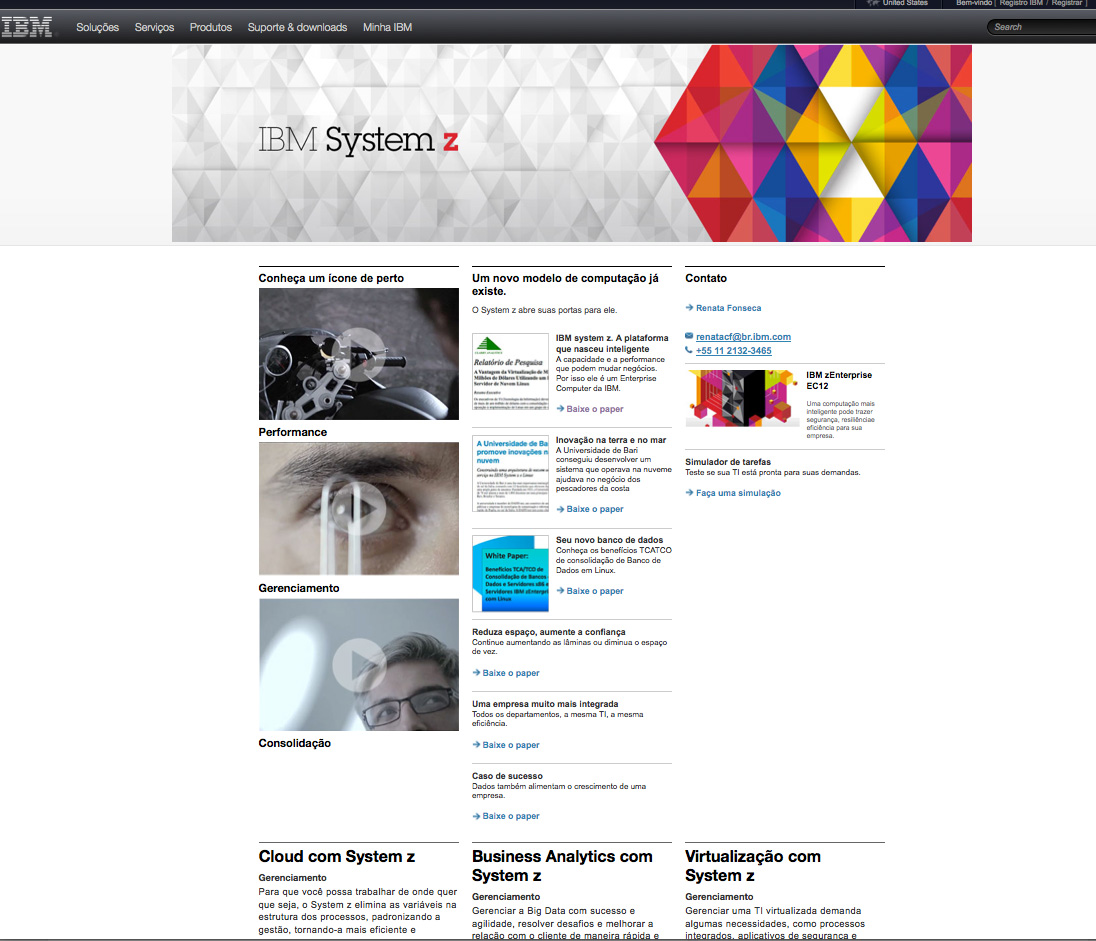 United States
Bem-vindo [ Registro IBM / Registrar ]
IBM
Soluções Serviços Produtos Suporte & downloads Minha IBM
Search
IBM System z
Conheça um ícone de perto
Performance
Gerenciamento
Consolidação
Um novo modelo de computação já
existe.
O System z abre suas portas para ele.
Relatório de Pesquisa
A Vantagem da Virtualização de
Milhões de Dólares Utilizando um
Servidor de Nuvem Linux
IBM system z. A plataforma
que nasceu inteligente
A capacidade e a performance
que podem mudar negócios.
Por isso ele é um Enterprise
Computer da IBM.
Baixe o paper
A Universidade de Bari
promove inovações n
nuvem
Inovação na terra e no mar
A Universidade de Bari
conseguiu desenvolver um
sistema que operava na nuveme
ajudava no negócio dos
pescadores da costa
Baixe o paper
White Paper:
Benefícios TCA/TCO de
Consolidação de Bancos
Dados e Servidores x86 e
Servidores IBM zEnterpri
com Linux
Seu novo banco de dados
Conheça os benefícios TCATCO
de consolidação de Banco de
Dados em Linux.
Baixe o paper
Reduza espaço, aumente a confiança
Continue aumentando as lâminas ou diminua o espaço
de vez.
Baixe o paper
Uma empresa muito mais integrada
Todos os departamentos, a mesma TI, a mesma
eficiência.
Baixe o paper
Caso de sucesso
Dados também alimentam o crescimento de uma
empresa.
Baixe o paper
Contato
Renata Fonseca
renatacf@br.ibm.com
+55 11 2132-3465
IBM zEnterprise
EC12
Uma computação mais
inteligente pode trazer
segurança, resiliênciae
eficiência para sua
empresa.
Simulador de tarefas
Teste se sua TI está pronta para suas demandas.
Faça uma simulação
Cloud com System z
Gerenciamento
Para que você possa trabalhar de onde quer
que seja, o System z elimina as variáveis na
estrutura dos processos, padronizando a
gestão, tornando-a mais eficiente e
Business Analytics com
System z
Gerenciamento
Gerenciar a Big Data com sucesso e
agilidade, resolver desafios e melhorar a
relação com o cliente de maneira rápida e
Virtualização com
System z
Gerenciamento
Gerenciar uma TI virtualizada demanda
algumas necessidades, como processos
integrados, aplicativos de segurança e